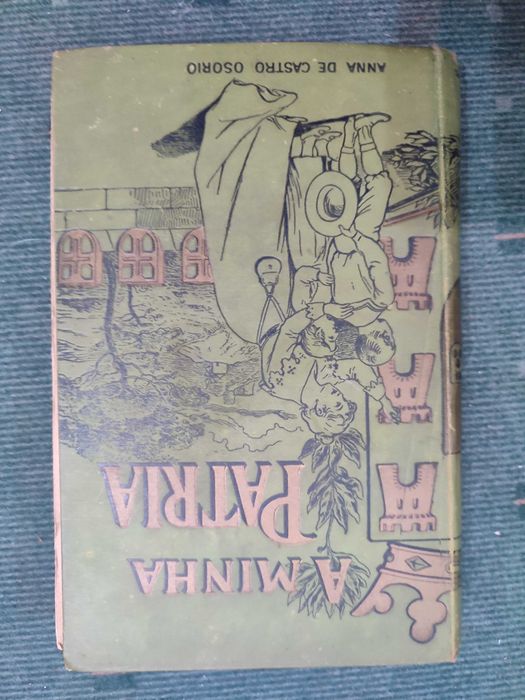 A MINHA
PATRIA
ANNA DE CASTRO OSORIO